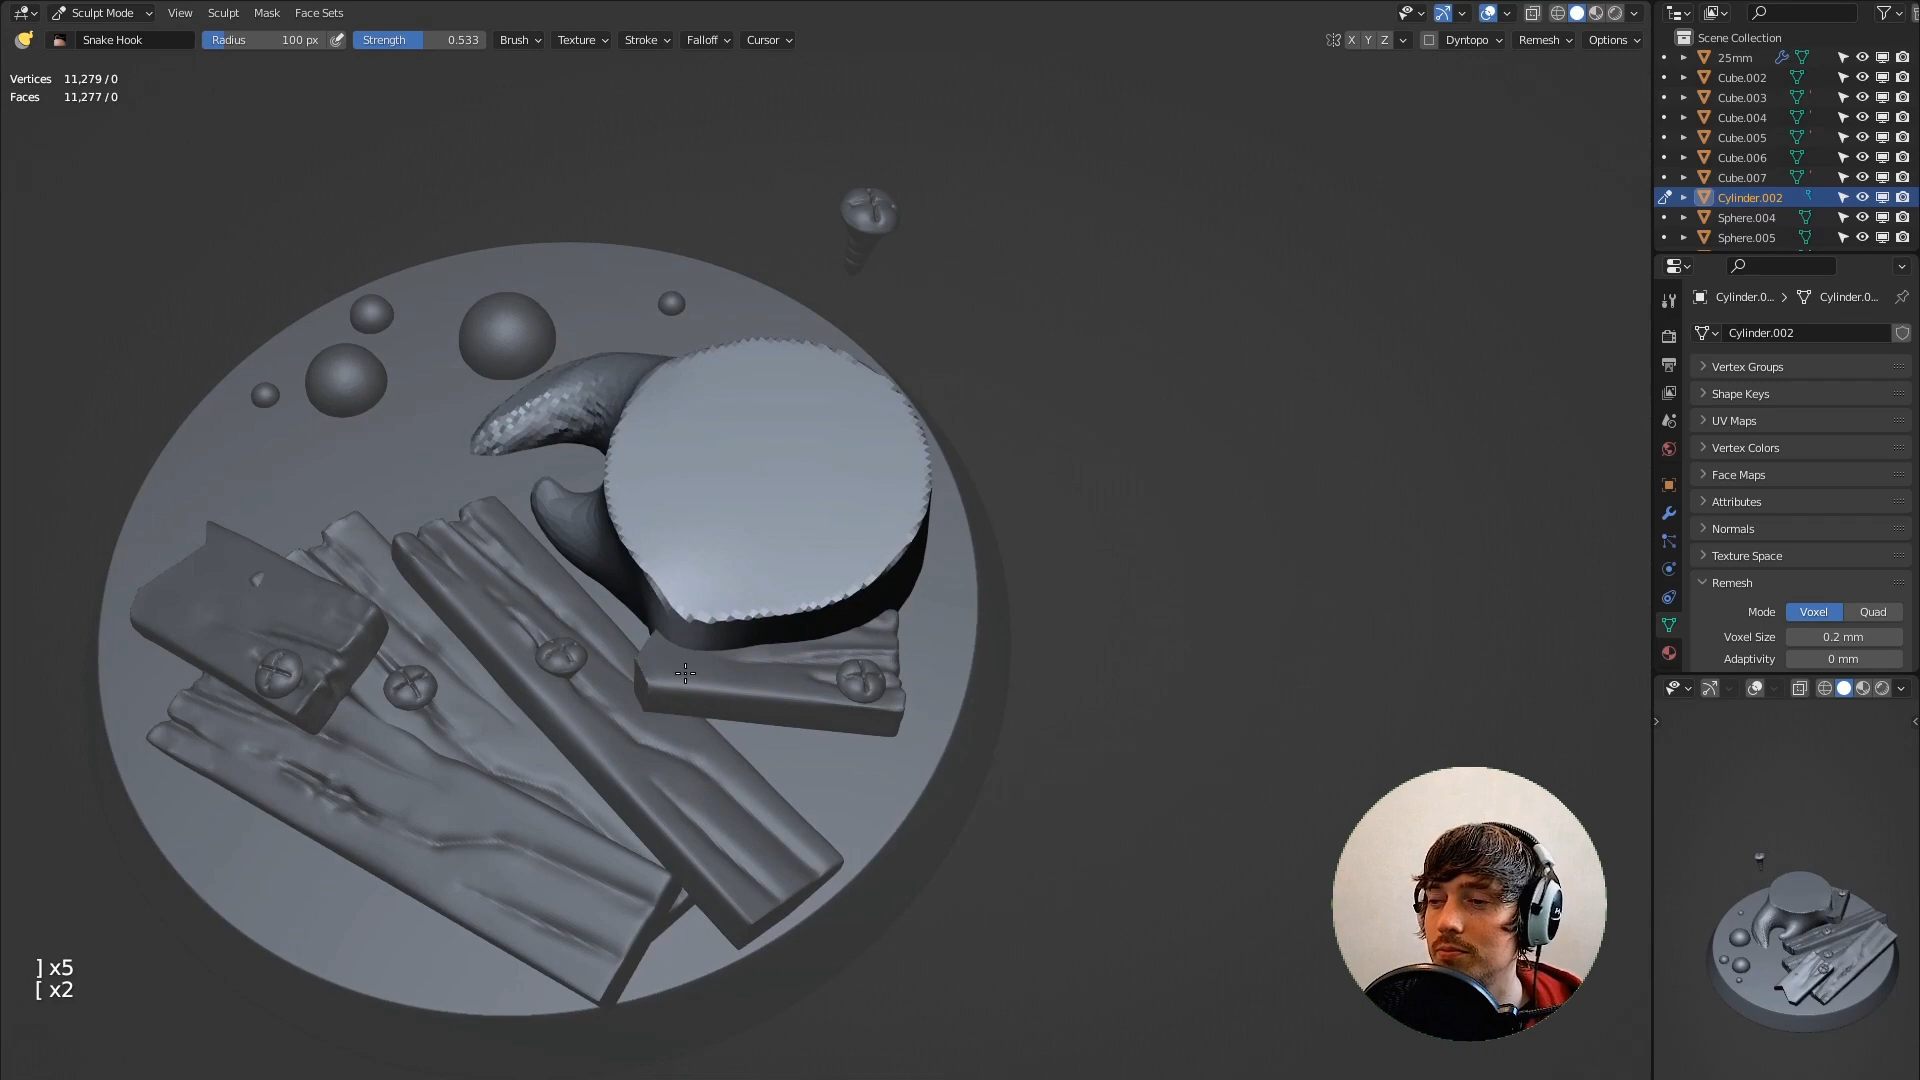 Sculpt Mode View Sculpt Mask Face Sets
Snake Hook Radius 100 px Strength 0.533 Brush Texture Stroke Falloff Cursor X Y Z Dyntopo Remesh Options
Vertices 11,279 / 0
Faces 11,277 / 0
] x5
[ x2
Scene Collection
25mm
Cube.002
Cube.003
Cube.004
Cube.005
Cube.006
Cube.007
Cylinder.002
Sphere.004
Sphere.005
Cylinder.0... Cylinder.0...
Cylinder.002
Vertex Groups
Shape Keys
UV Maps
Vertex Colors
Face Maps
Attributes
Normals
Texture Space
Remesh
Mode Voxel Quad
Voxel Size 0.2 mm
Adaptivity 0 mm